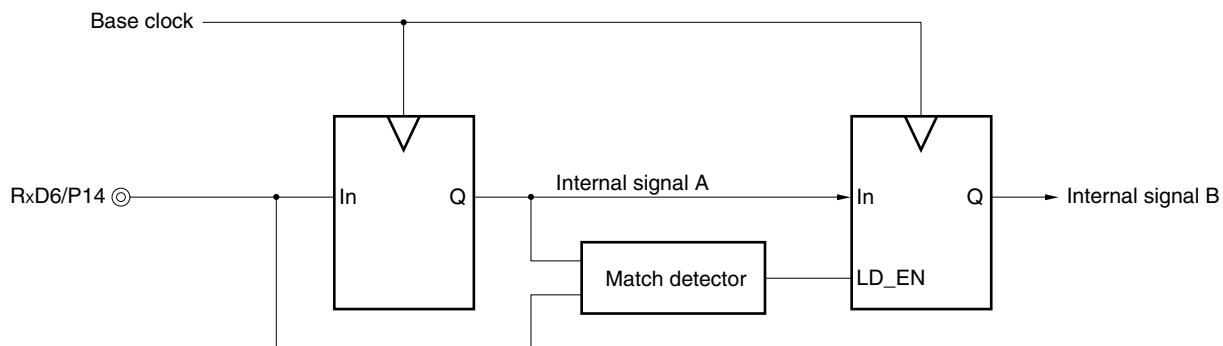 Base clock
RxD6/P14
In
Q
Internal signal A
In
Q
Internal signal B
Match detector
LD_EN